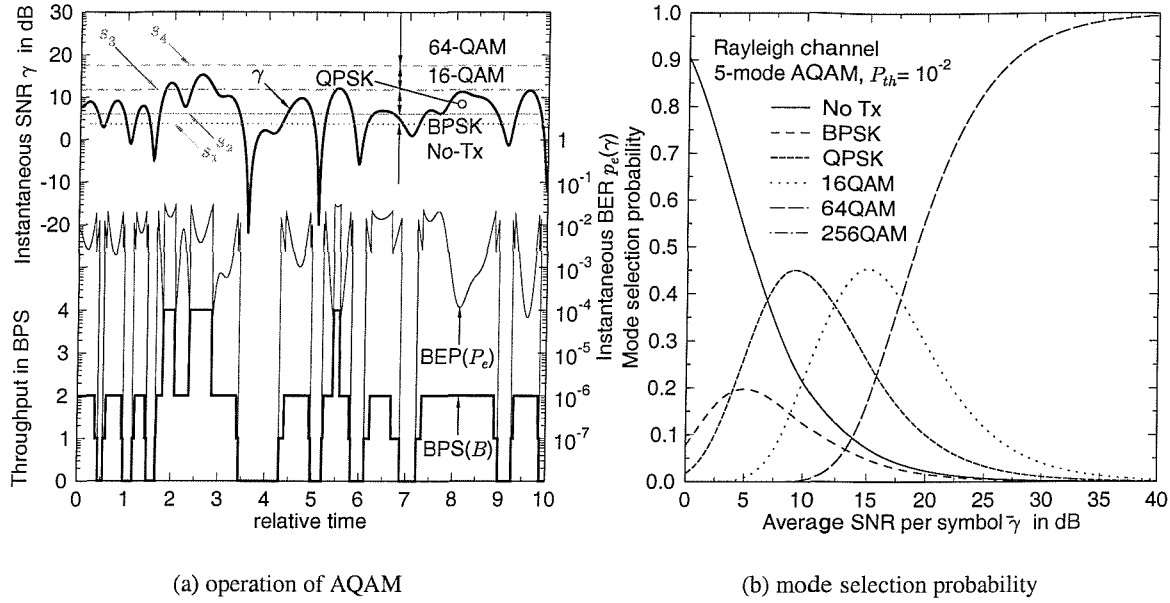 Instantaneous SNR γ in dB
30
20
10
0
-10
-20
s₃
s₄
γ
s₂
s₁
64-QAM
16-QAM
QPSK
BPSK
No-Tx
1
10⁻¹
10⁻²
10⁻³
10⁻⁴
10⁻⁵
10⁻⁶
10⁻⁷
Instantaneous BER pₑ(γ)
Throughput in BPS
4
3
2
1
0
BEP(Pₑ)
BPS(B)
0 1 2 3 4 5 6 7 8 9 10
relative time
(a) operation of AQAM
Mode selection probability
1.0
0.9
0.8
0.7
0.6
0.5
0.4
0.3
0.2
0.1
0.0
Rayleigh channel
5-mode AQAM, Pₜₕ= 10⁻²
No Tx
BPSK
QPSK
16QAM
64QAM
256QAM
0 5 10 15 20 25 30 35 40
Average SNR per symbol ¯γ in dB
(b) mode selection probability